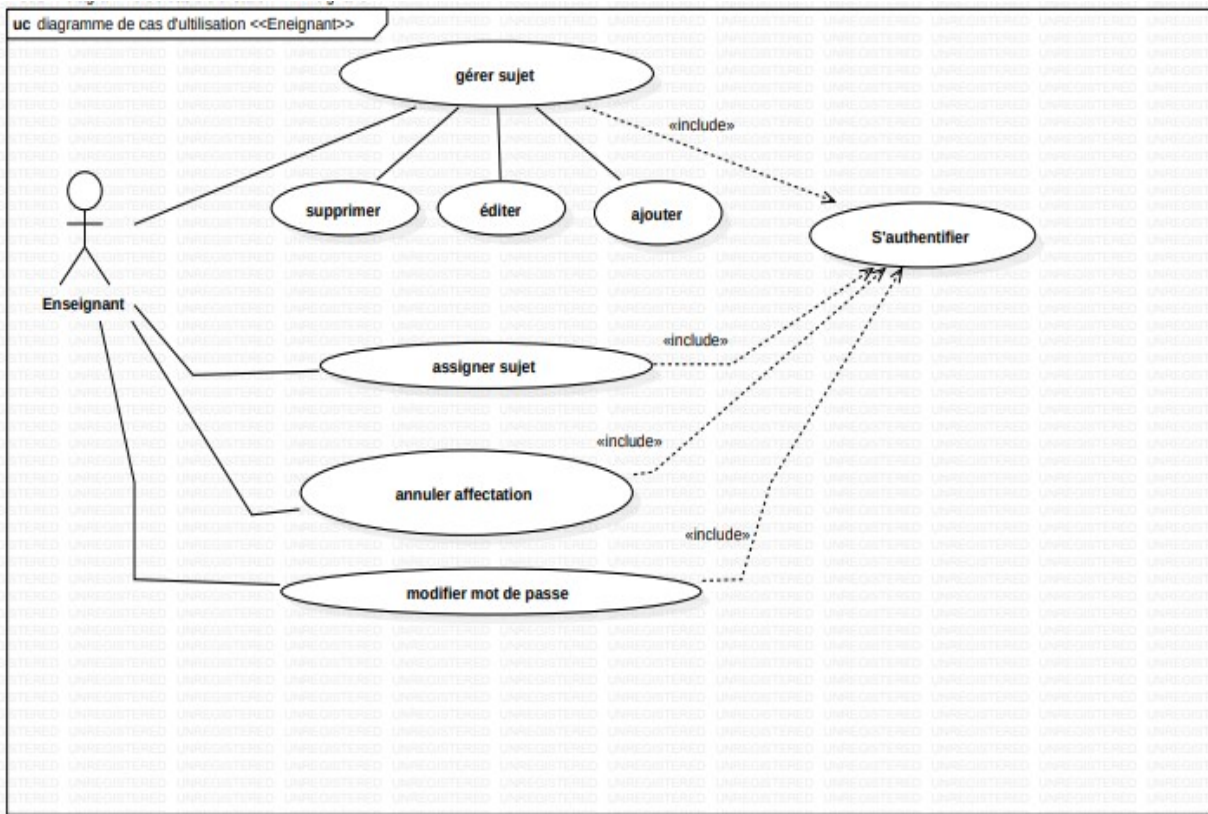 uc diagramme de cas d'ultilisation <<Eneignant>>
gérer sujet
«include»
supprimer
éditer
ajouter
S'authentifier
Enseignant
«include»
assigner sujet
«include»
annuler affectation
«include»
modifier mot de passe
UNREGISTERED